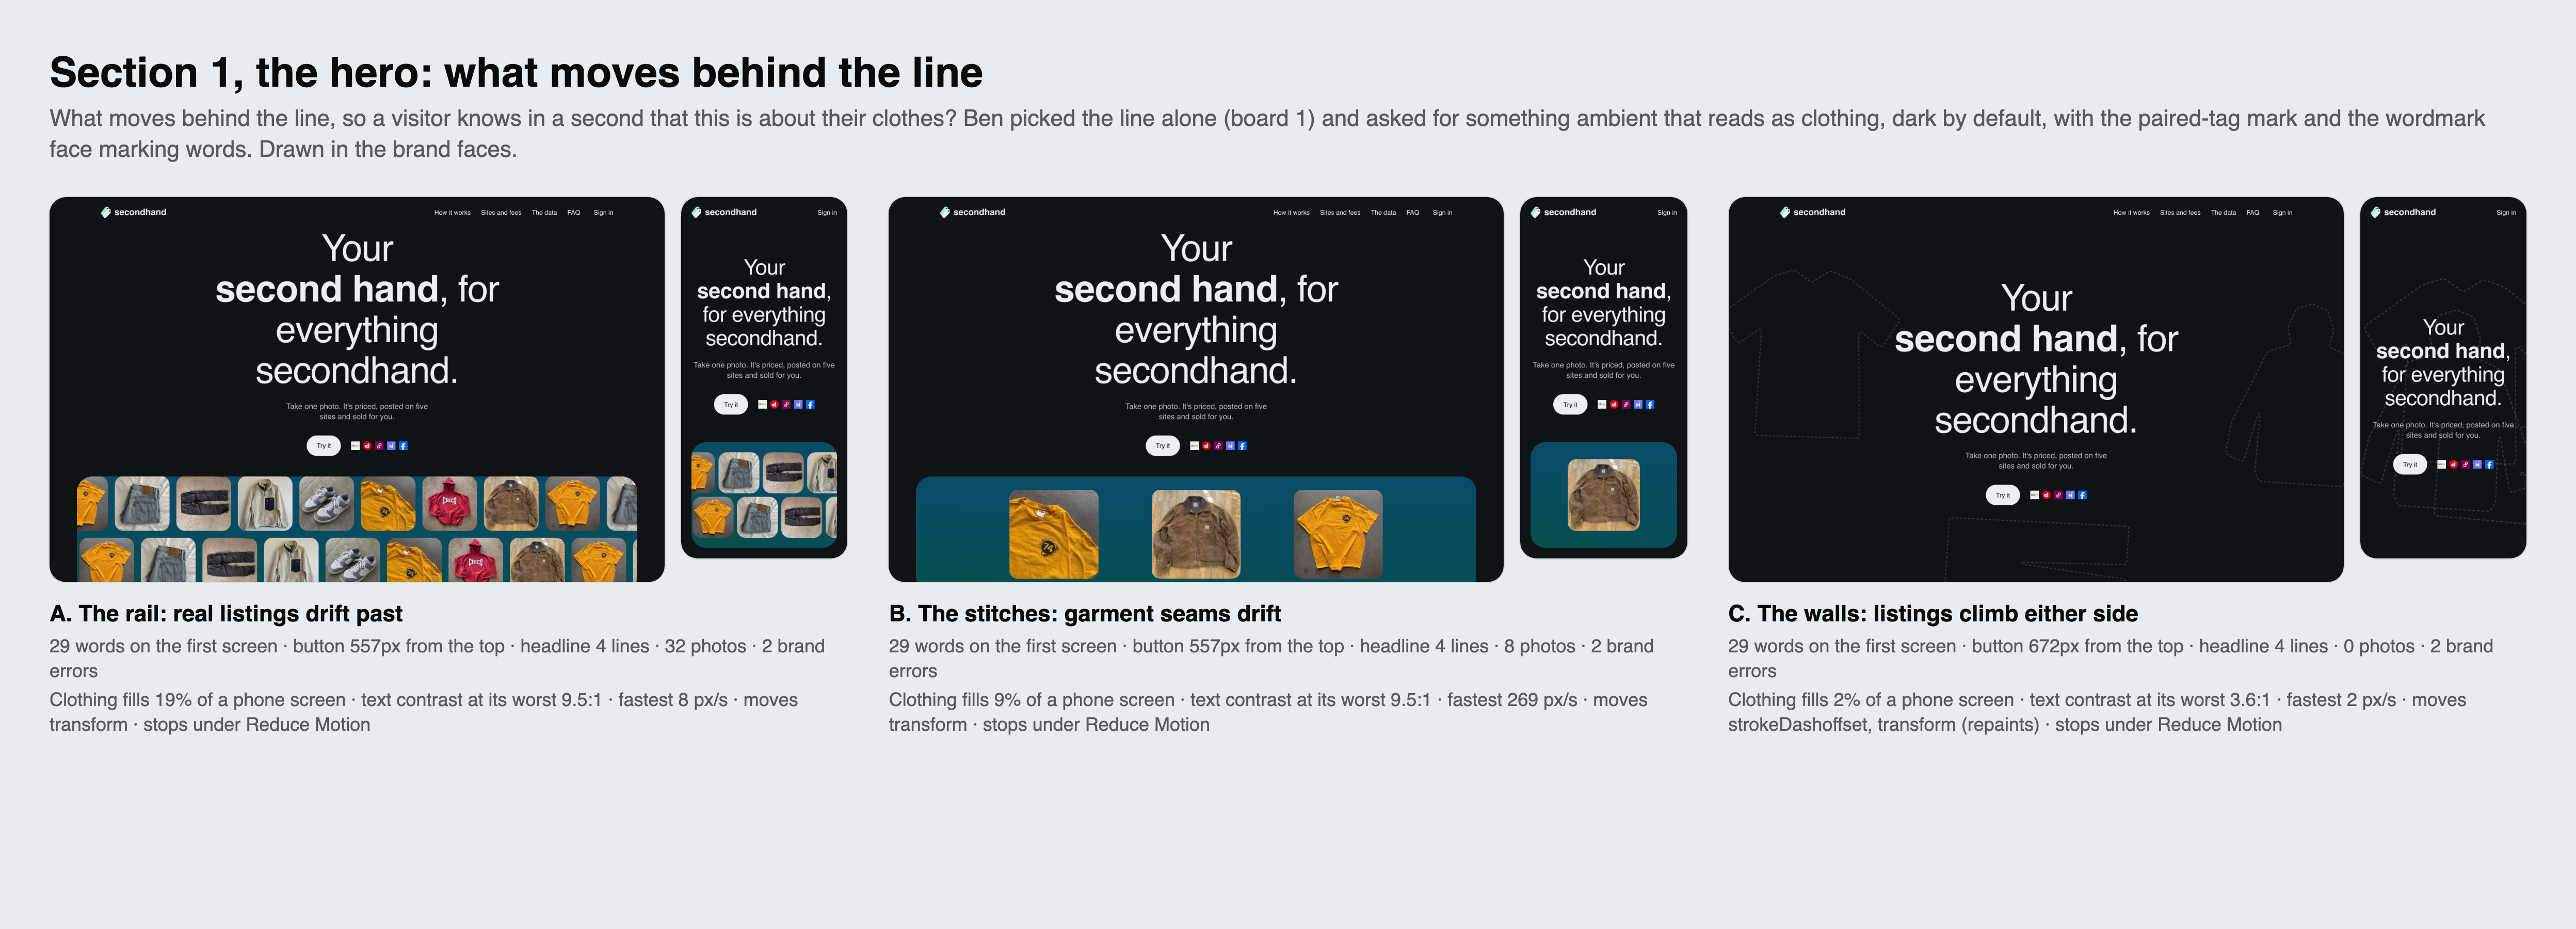 Section 1, the hero: what moves behind the line
What moves behind the line, so a visitor knows in a second that this is about their clothes? Ben picked the line alone (board 1) and asked for something ambient that reads as clothing, dark by default, with the paired-tag mark and the wordmark
face marking words. Drawn in the brand faces.
secondhand
How it works Sites and fees The data FAQ Sign in
Your
second hand, for
everything
secondhand.
Take one photo. It's priced, posted on five
sites and sold for you.
Try it
secondhand
Sign in
Your
second hand,
for everything
secondhand.
Take one photo. It's priced, posted on five
sites and sold for you.
Try it
A. The rail: real listings drift past
29 words on the first screen · button 557px from the top · headline 4 lines · 32 photos · 2 brand
errors
Clothing fills 19% of a phone screen · text contrast at its worst 9.5:1 · fastest 8 px/s · moves
transform · stops under Reduce Motion
secondhand
How it works Sites and fees The data FAQ Sign in
Your
second hand, for
everything
secondhand.
Take one photo. It's priced, posted on five
sites and sold for you.
Try it
secondhand
Sign in
Your
second hand,
for everything
secondhand.
Take one photo. It's priced, posted on five
sites and sold for you.
Try it
B. The stitches: garment seams drift
29 words on the first screen · button 557px from the top · headline 4 lines · 8 photos · 2 brand
errors
Clothing fills 9% of a phone screen · text contrast at its worst 9.5:1 · fastest 269 px/s · moves
transform · stops under Reduce Motion
secondhand
How it works Sites and fees The data FAQ Sign in
Your
second hand, for
everything
secondhand.
Take one photo. It's priced, posted on five
sites and sold for you.
Try it
secondhand
Sign in
Your
second hand,
for everything
secondhand.
Take one photo. It's priced, posted on five
sites and sold for you.
Try it
C. The walls: listings climb either side
29 words on the first screen · button 672px from the top · headline 4 lines · 0 photos · 2 brand
errors
Clothing fills 2% of a phone screen · text contrast at its worst 3.6:1 · fastest 2 px/s · moves
strokeDashoffset, transform (repaints) · stops under Reduce Motion